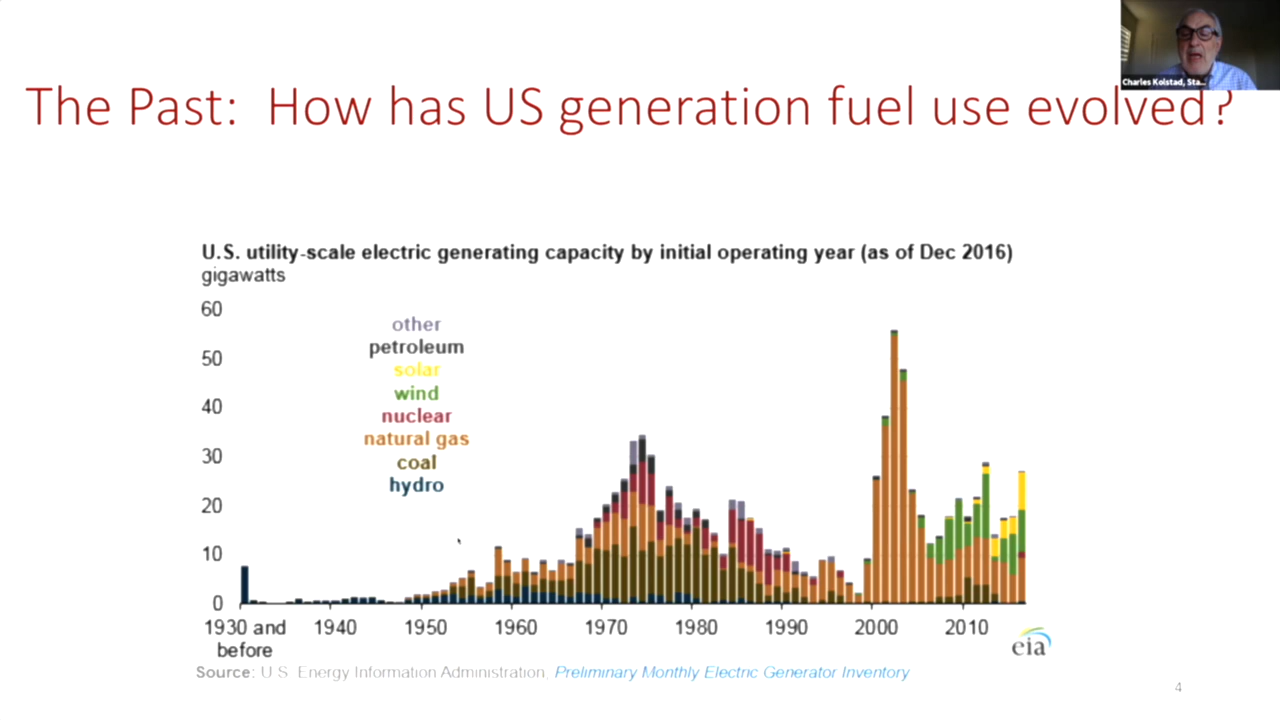 Charles Kolstad, Sta...
The Past: How has US generation fuel use evolved?
U.S. utility-scale electric generating capacity by initial operating year (as of Dec 2016)
gigawatts
60
50
40
30
20
10
0
other
petroleum
solar
wind
nuclear
natural gas
coal
hydro
1930 and before
1940
1950
1960
1970
1980
1990
2000
2010
eia
Source: U.S. Energy Information Administration, Preliminary Monthly Electric Generator Inventory
4